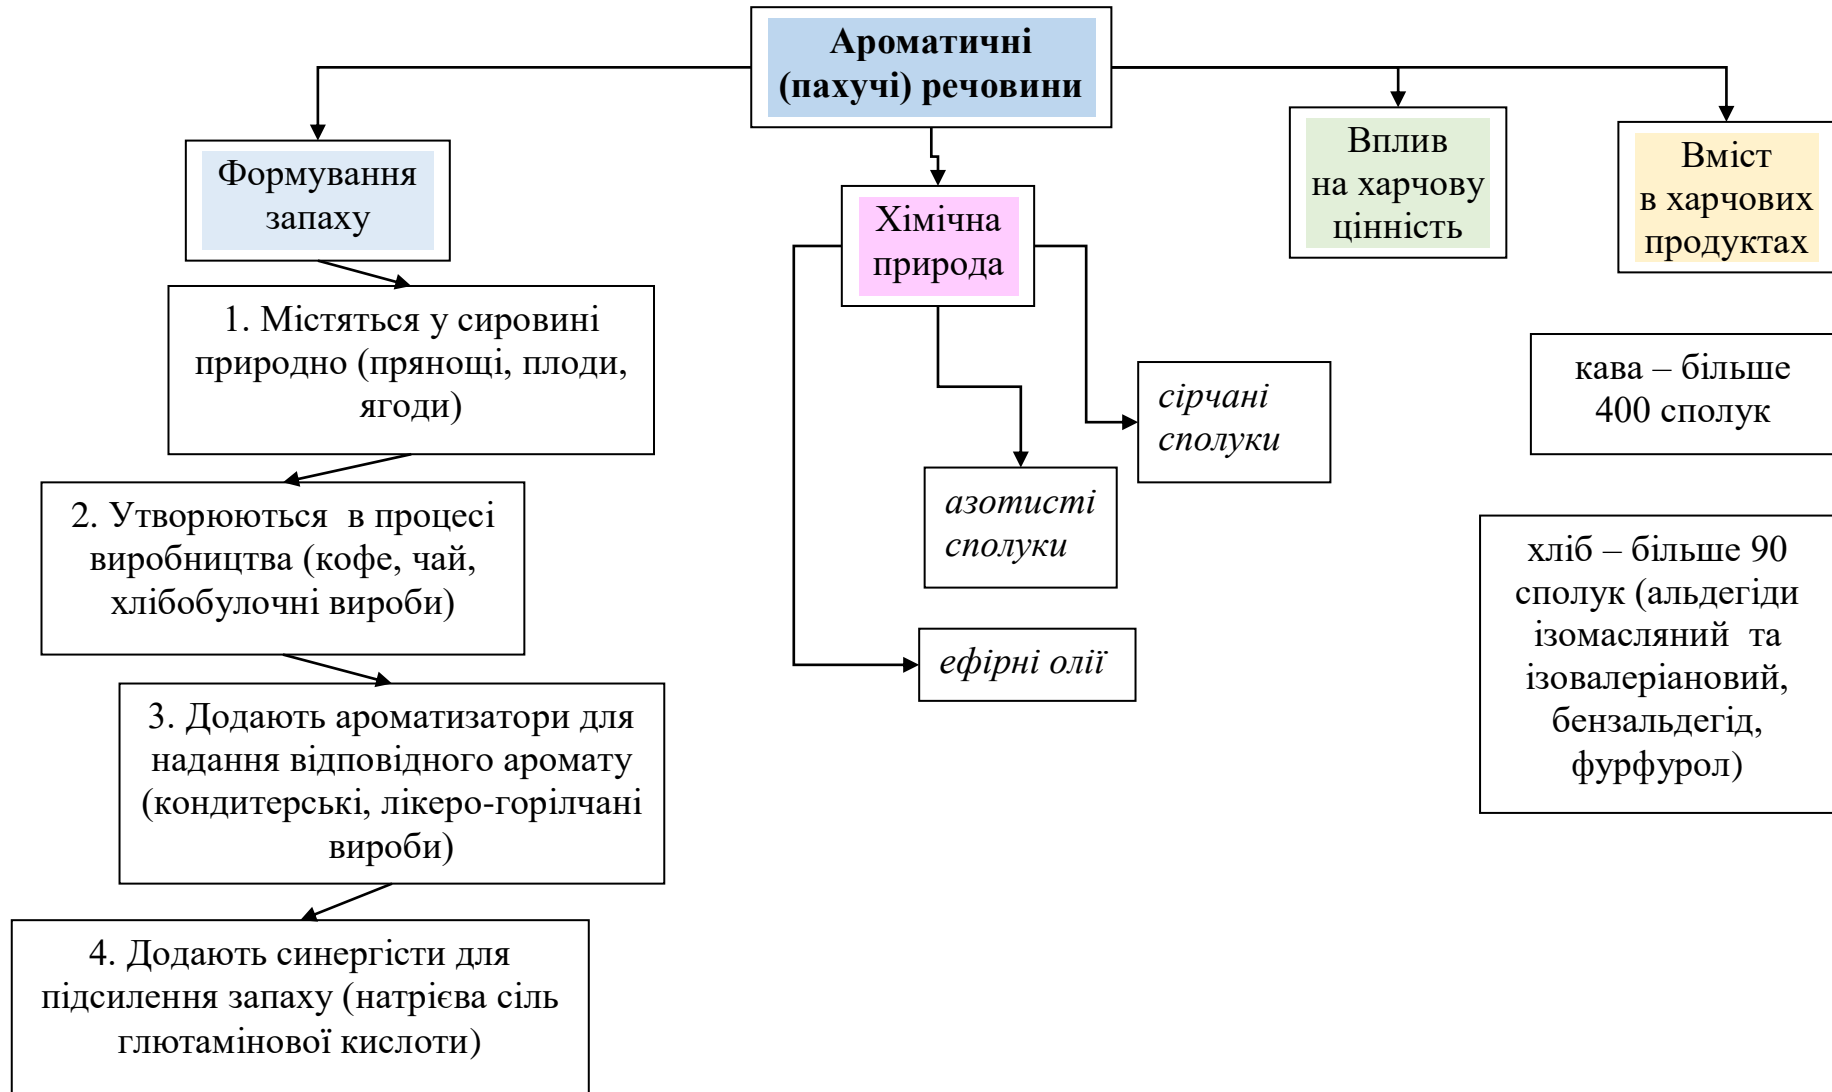 Ароматичні
(пахучі) речовини
Формування
запаху
1. Містяться у сировині
природно (прянощі, плоди,
ягоди)
2. Утворюються  в процесі
виробництва (кофе, чай,
хлібобулочні вироби)
3. Додають ароматизатори для
надання відповідного аромату
(кондитерські, лікеро-горілчані
вироби)
4. Додають синергісти для
підсилення запаху (натрієва сіль
глютамінової кислоти)
Хімічна
природа
сірчані
сполуки
азотисті
сполуки
ефірні олії
Вплив
на харчову
цінність
Вміст
в харчових
продуктах
кава – більше
400 сполук
хліб – більше 90
сполук (альдегіди
ізомасляний  та
ізовалеріановий,
бензальдегід,
фурфурол)